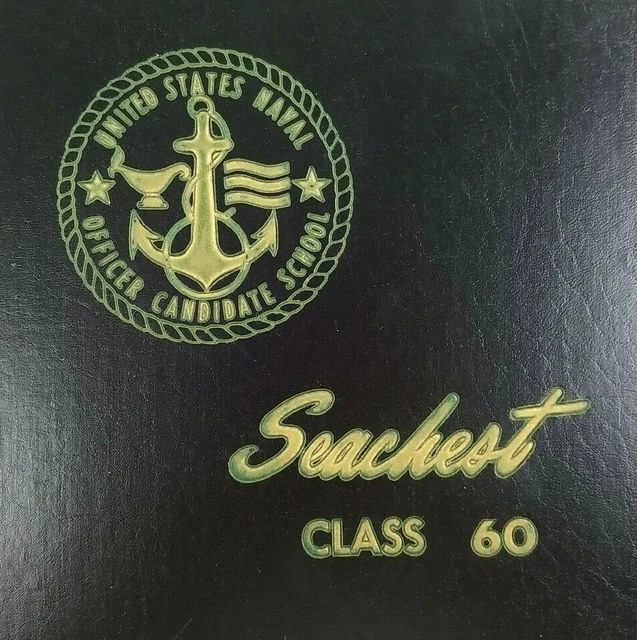 UNITED STATES NAVAL
OFFICER CANDIDATE SCHOOL
Seachest
CLASS 60